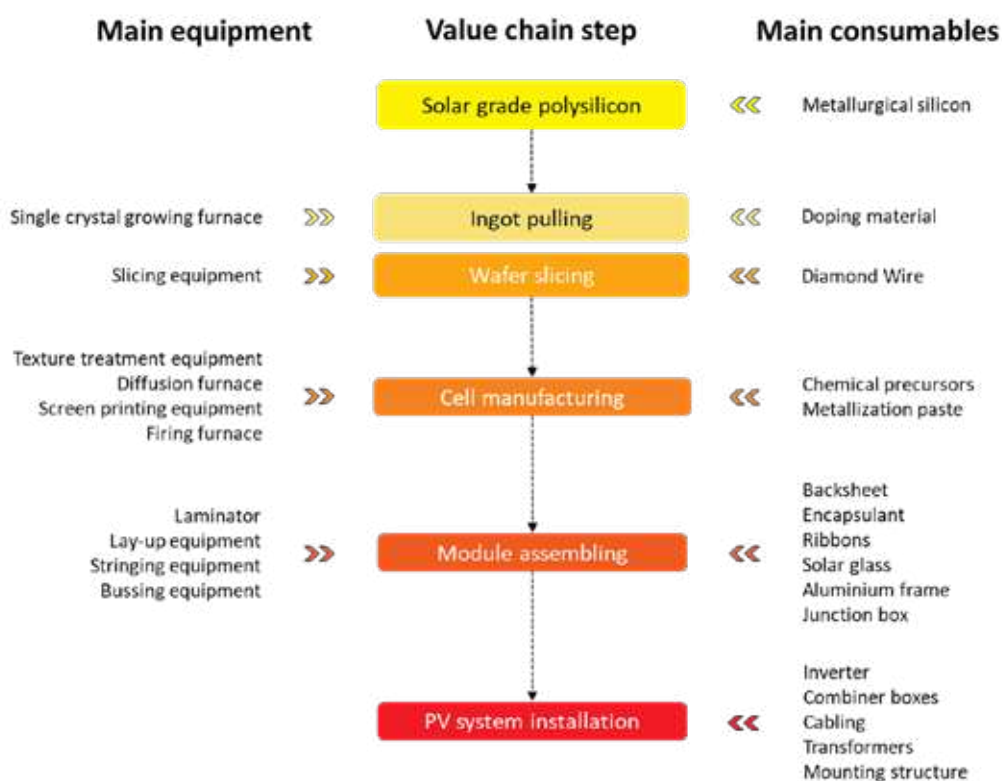 Main equipment
Value chain step
Main consumables
Solar grade polysilicon
Metallurgical silicon
Single crystal growing furnace
Ingot pulling
Doping material
Slicing equipment
Wafer slicing
Diamond Wire
Texture treatment equipment
Diffusion furnace
Screen printing equipment
Firing furnace
Cell manufacturing
Chemical precursors
Metallization paste
Laminator
Lay-up equipment
Stringing equipment
Bussing equipment
Module assembling
Backsheet
Encapsulant
Ribbons
Solar glass
Aluminium frame
Junction box
PV system installation
Inverter
Combiner boxes
Cabling
Transformers
Mounting structure